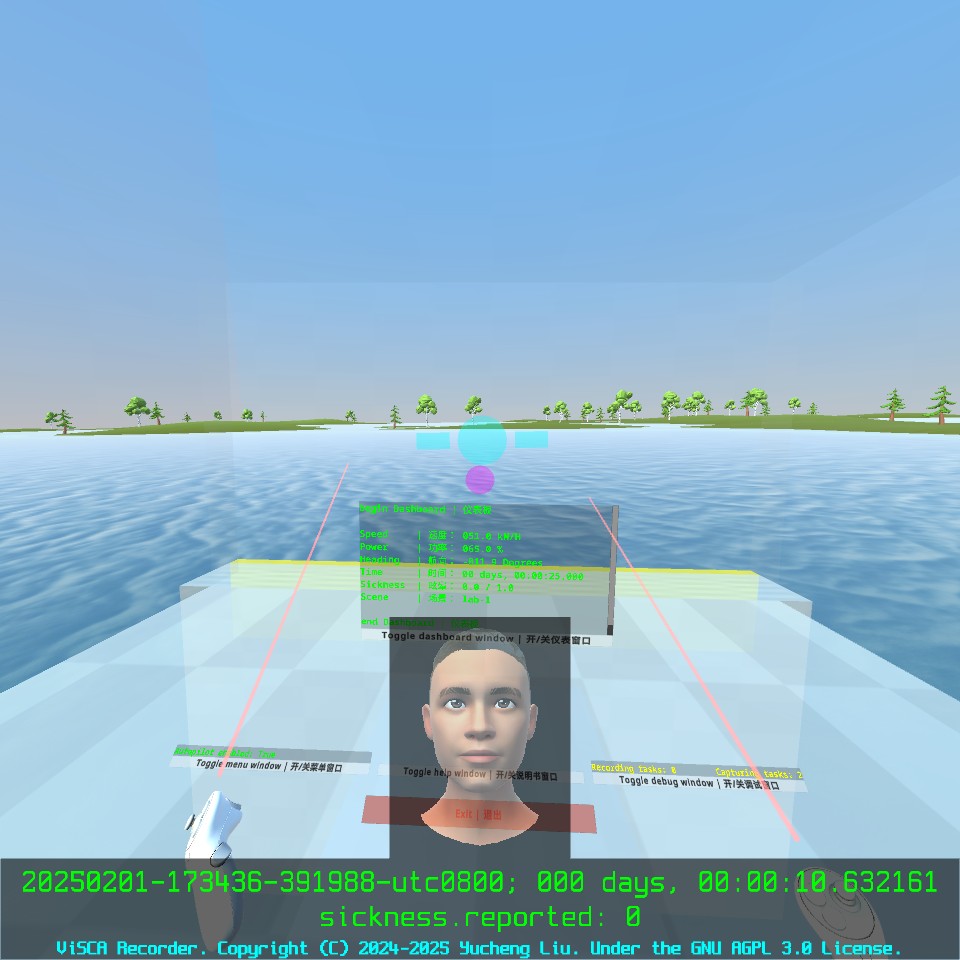 Dashboard | 仪表盘
Speed | 速度: 051.0 KM/H
Power | 功率: 065.0 %
Heading Degrees
Time | 时间: 00 days, 00:00:25.000
Sickness 0.0 / 1.0
Scene | 场景: lab-1
end
Toggle dashboard window | 开/关仪表窗口
True
Toggle menu window | 开/关菜单窗口
Toggle help window | 开/关说明书窗口
Recording tasks: 0 Capturing tasks: 2
Toggle debug window | 开/关调试窗口
Exit | 退出
20250201-173436-391988-utc0800; 000 days, 00:00:10.632161
sickness.reported: 0
ViSCA Recorder. Copyright (C) 2024-2025 Yucheng Liu. Under the GNU AGPL 3.0 License.